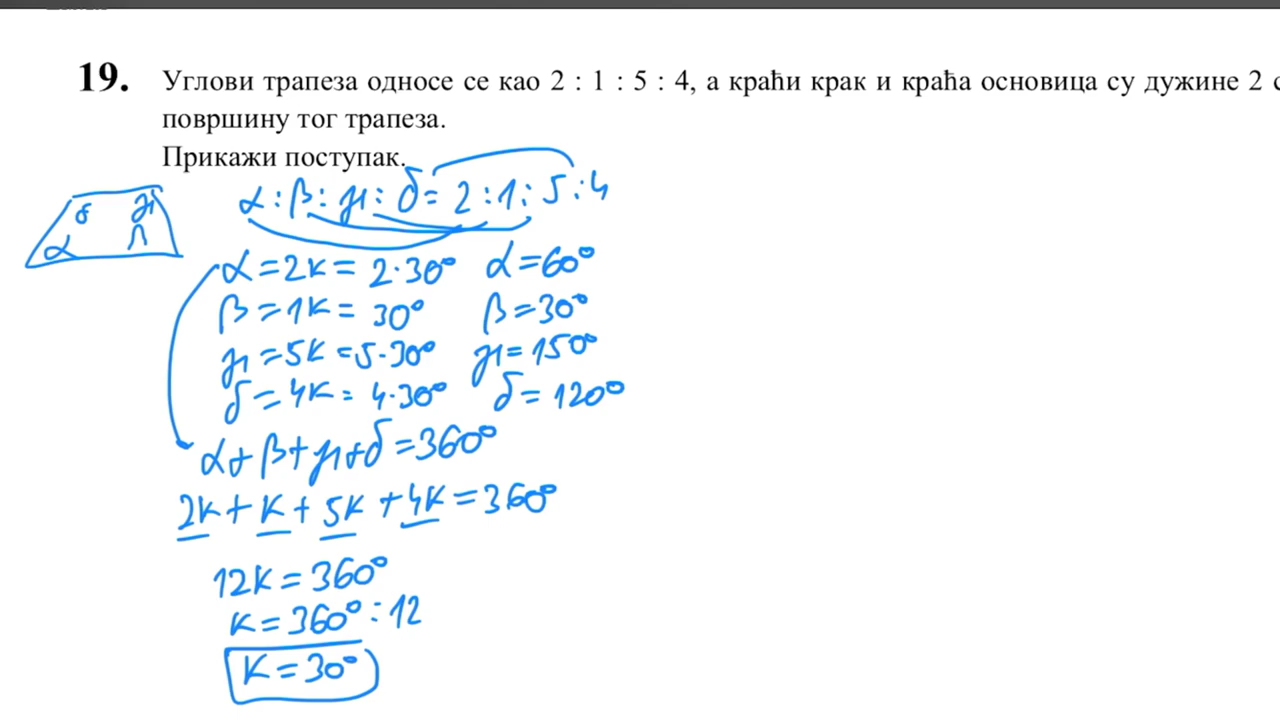 19. Углови трапеза односе се као 2 : 1 : 5 : 4, а краћи крак и краћа основица су дужине 2
површину тог трапеза.
Прикажи поступак.
α : β : γ : δ = 2 : 1 : 5 : 4
δ γ
α β
α = 2K = 2·30° α = 60°
β = 1K = 30° β = 30°
γ = 5K = 5·30° γ = 150°
δ = 4K = 4·30° δ = 120°
α + β + γ + δ = 360°
2K + K + 5K + 4K = 360°
12K = 360°
K = 360° : 12
K = 30°